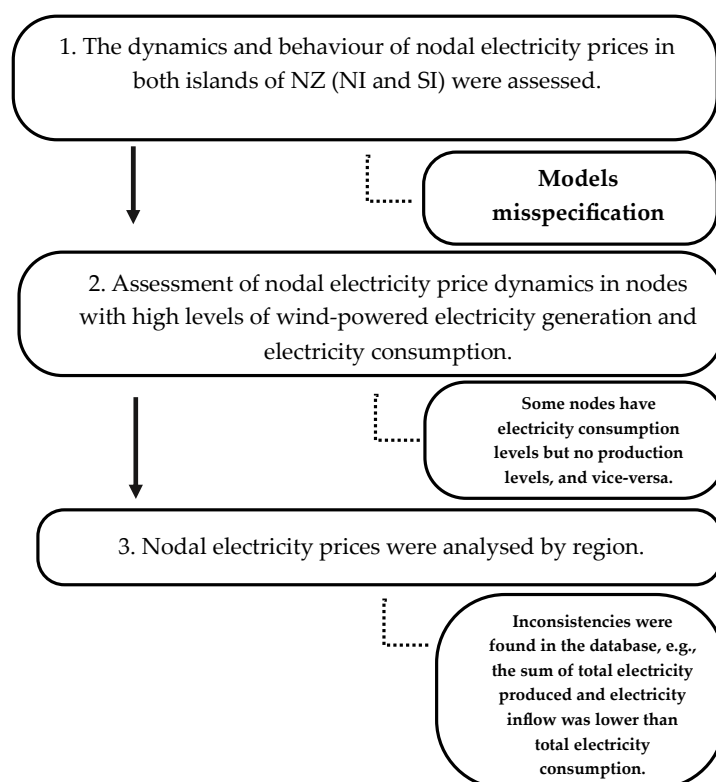 1. The dynamics and behaviour of nodal electricity prices in
both islands of NZ (NI and SI) were assessed.
Models
misspecification
2. Assessment of nodal electricity price dynamics in nodes
with high levels of wind-powered electricity generation and
electricity consumption.
Some nodes have
electricity consumption
levels but no production
levels, and vice-versa.
3. Nodal electricity prices were analysed by region.
Inconsistencies were
found in the database, e.g.,
the sum of total electricity
produced and electricity
inflow was lower than
total electricity
consumption.